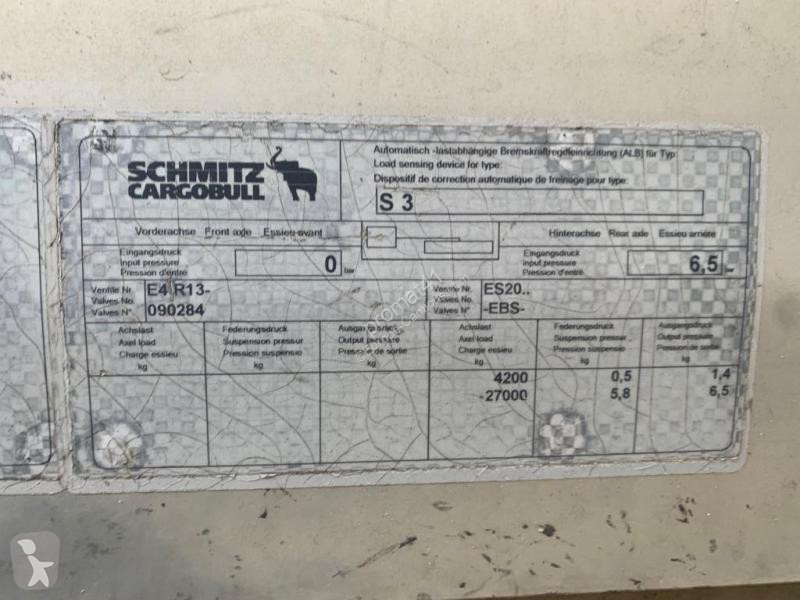 SCHMITZ
CARGOBULL
Automatisch -lastabhängige Bremskraftregeleinrichtung (ALB) für Typ:
Load sensing device for type:
Dispositif de correction automatique de freinage pour type:
S 3
Vorderachse Front axle Essieu avant
Hinterachse Rear axle Essieu arrière
Eingangsdruck
Input pressure
Pression d'entre
0 bar
Eingangsdruck
Input pressure
Pression d'entre
6,5 bar
Ventile Nr.
Valves No.
Valves N°
E4 R13-
090284
Ventile Nr.
Valves No.
Valves N°
ES20..
-EBS-
Achslast
Axel load
Charge essieu
kg
Federungsdruck
Suspension pressur
Pression suspensio
kg
Ausgangsdruck
Output pressure
Pression de sortie
kg
Achslast
Axel load
Charge essieu
kg
Federungsdruck
Suspension pressur
Pression suspensio
kg
Ausgangsdruck
Output pressure
Pression de sortie
kg
4200 0,5 1,4
-27000 5,8 6,5